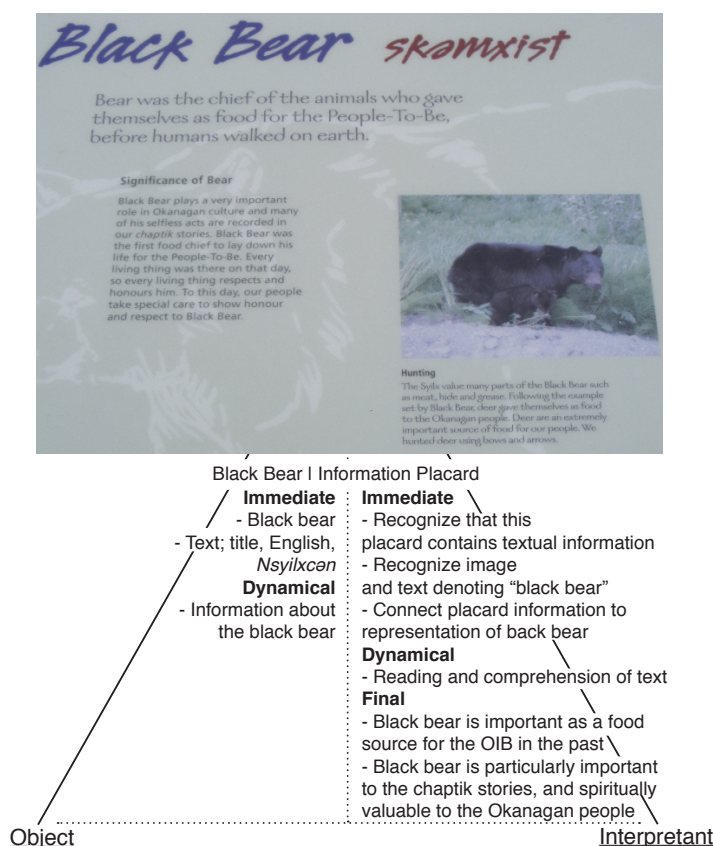 Black Bear skəmxist
Bear was the chief of the animals who gave
themselves as food for the People-To-Be,
before humans walked on earth.
Significance of Bear
Black Bear plays a very important
role in Okanagan culture and many
of his selfless acts are recorded in
our chaptik stories. Black Bear was
the first food chief to lay down his
life for the People-To-Be. Every
living thing was there on that day,
so every living thing respects and
honours him. To this day, our people
take special care to show honour
and respect to Black Bear.
Hunting
The Syilx value many parts of the Black Bear such
as meat, hide and grease. Following the example
set by Black Bear, deer gave themselves as food
to the Okanagan people. Deer are an extremely
important source of food for our people. We
hunted deer using bows and arrows.
Black Bear | Information Placard
Immediate
- Black bear
- Text; title, English,
Nsyilxcən
Dynamical
- Information about
the black bear
Immediate
- Recognize that this
placard contains textual information
- Recognize image
and text denoting “black bear”
- Connect placard information to
representation of back bear
Dynamical
- Reading and comprehension of text
Final
- Black bear is important as a food
source for the OIB in the past
- Black bear is particularly important
to the chaptik stories, and spiritually
valuable to the Okanagan people
Object
Interpretant